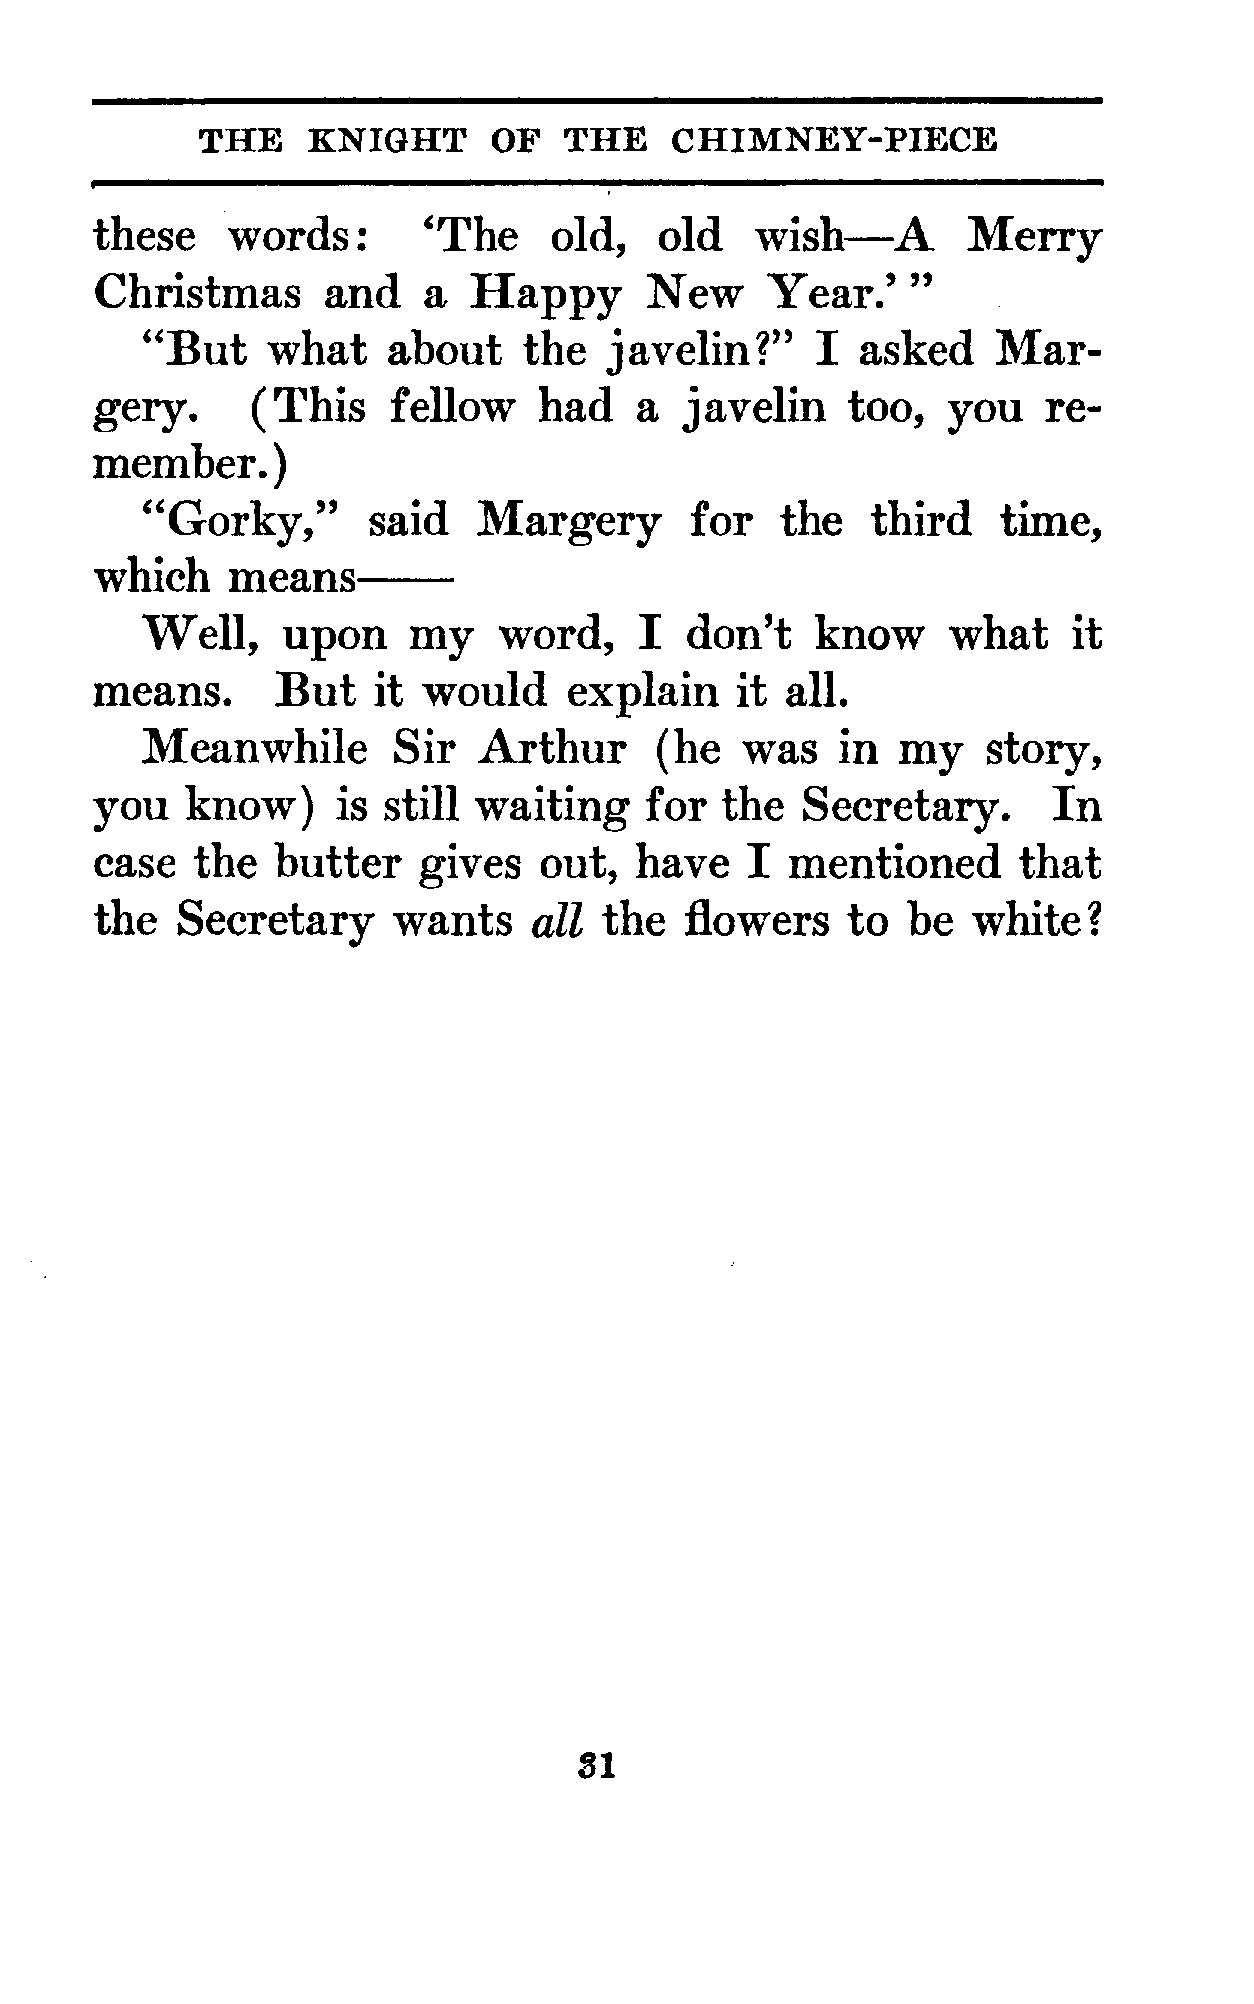 THE KNIGHT OF THE CHIMNEY-PIECE
these words: ‘The old, old wish—A Merry
Christmas and a Happy New Year.’ ”
“But what about the javelin?” I asked Mar-
gery. (This fellow had a javelin too, you re-
member.)
“Gorky,” said Margery for the third time,
which means——
Well, upon my word, I don’t know what it
means. But it would explain it all.
Meanwhile Sir Arthur (he was in my story,
you know) is still waiting for the Secretary. In
case the butter gives out, have I mentioned that
the Secretary wants all the flowers to be white?
31